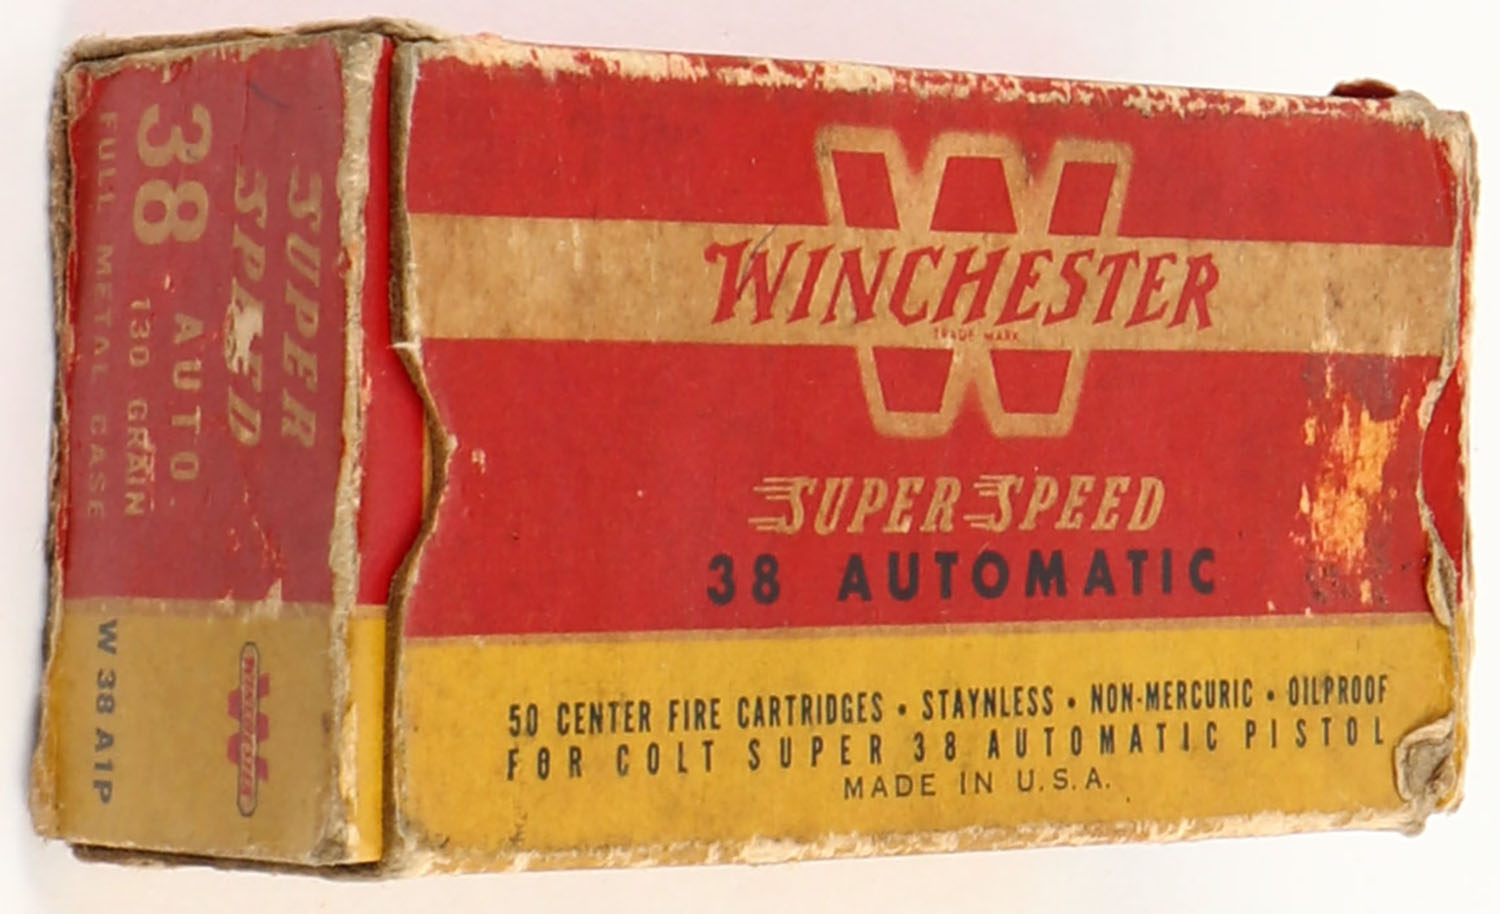 W
WINCHESTER
TRADE MARK
SUPER SPEED
38 AUTOMATIC
50 CENTER FIRE CARTRIDGES • STAYNLESS • NON-MERCURIC • OILPROOF
FOR COLT SUPER 38 AUTOMATIC PISTOL
MADE IN U.S.A.
SUPER
SPEED
38 AUTO.
130 GRAIN
FULL METAL CASE
W
WINCHESTER
W 38 A1P